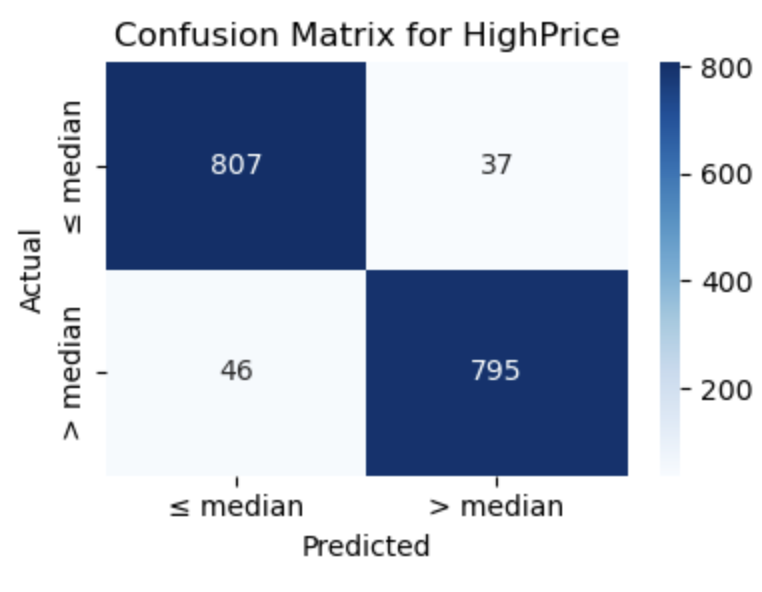 Confusion Matrix for HighPrice
Actual
≤ median
807
37
> median
46
795
≤ median
> median
Predicted
800
600
400
200